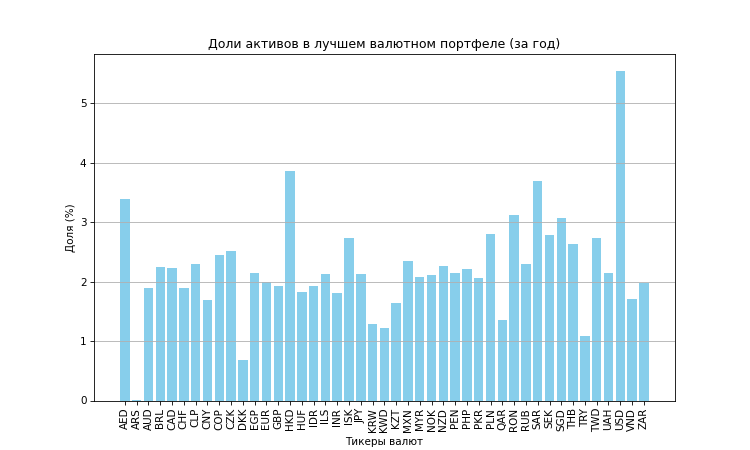 Доли активов в лучшем валютном портфеле (за год)
Доля (%)
5
4
3
2
1
0
AED
ARS
AUD
BRL
CAD
CHF
CLP
CNY
COP
CZK
DKK
EGP
EUR
GBP
HKD
HUF
IDR
ILS
INR
ISK
JPY
KRW
KWD
KZT
MXN
MYR
NOK
NZD
PEN
PHP
PKR
PLN
QAR
RON
RUB
SAR
SEK
SGD
THB
TRY
TWD
UAH
USD
VND
ZAR
Тикеры валют